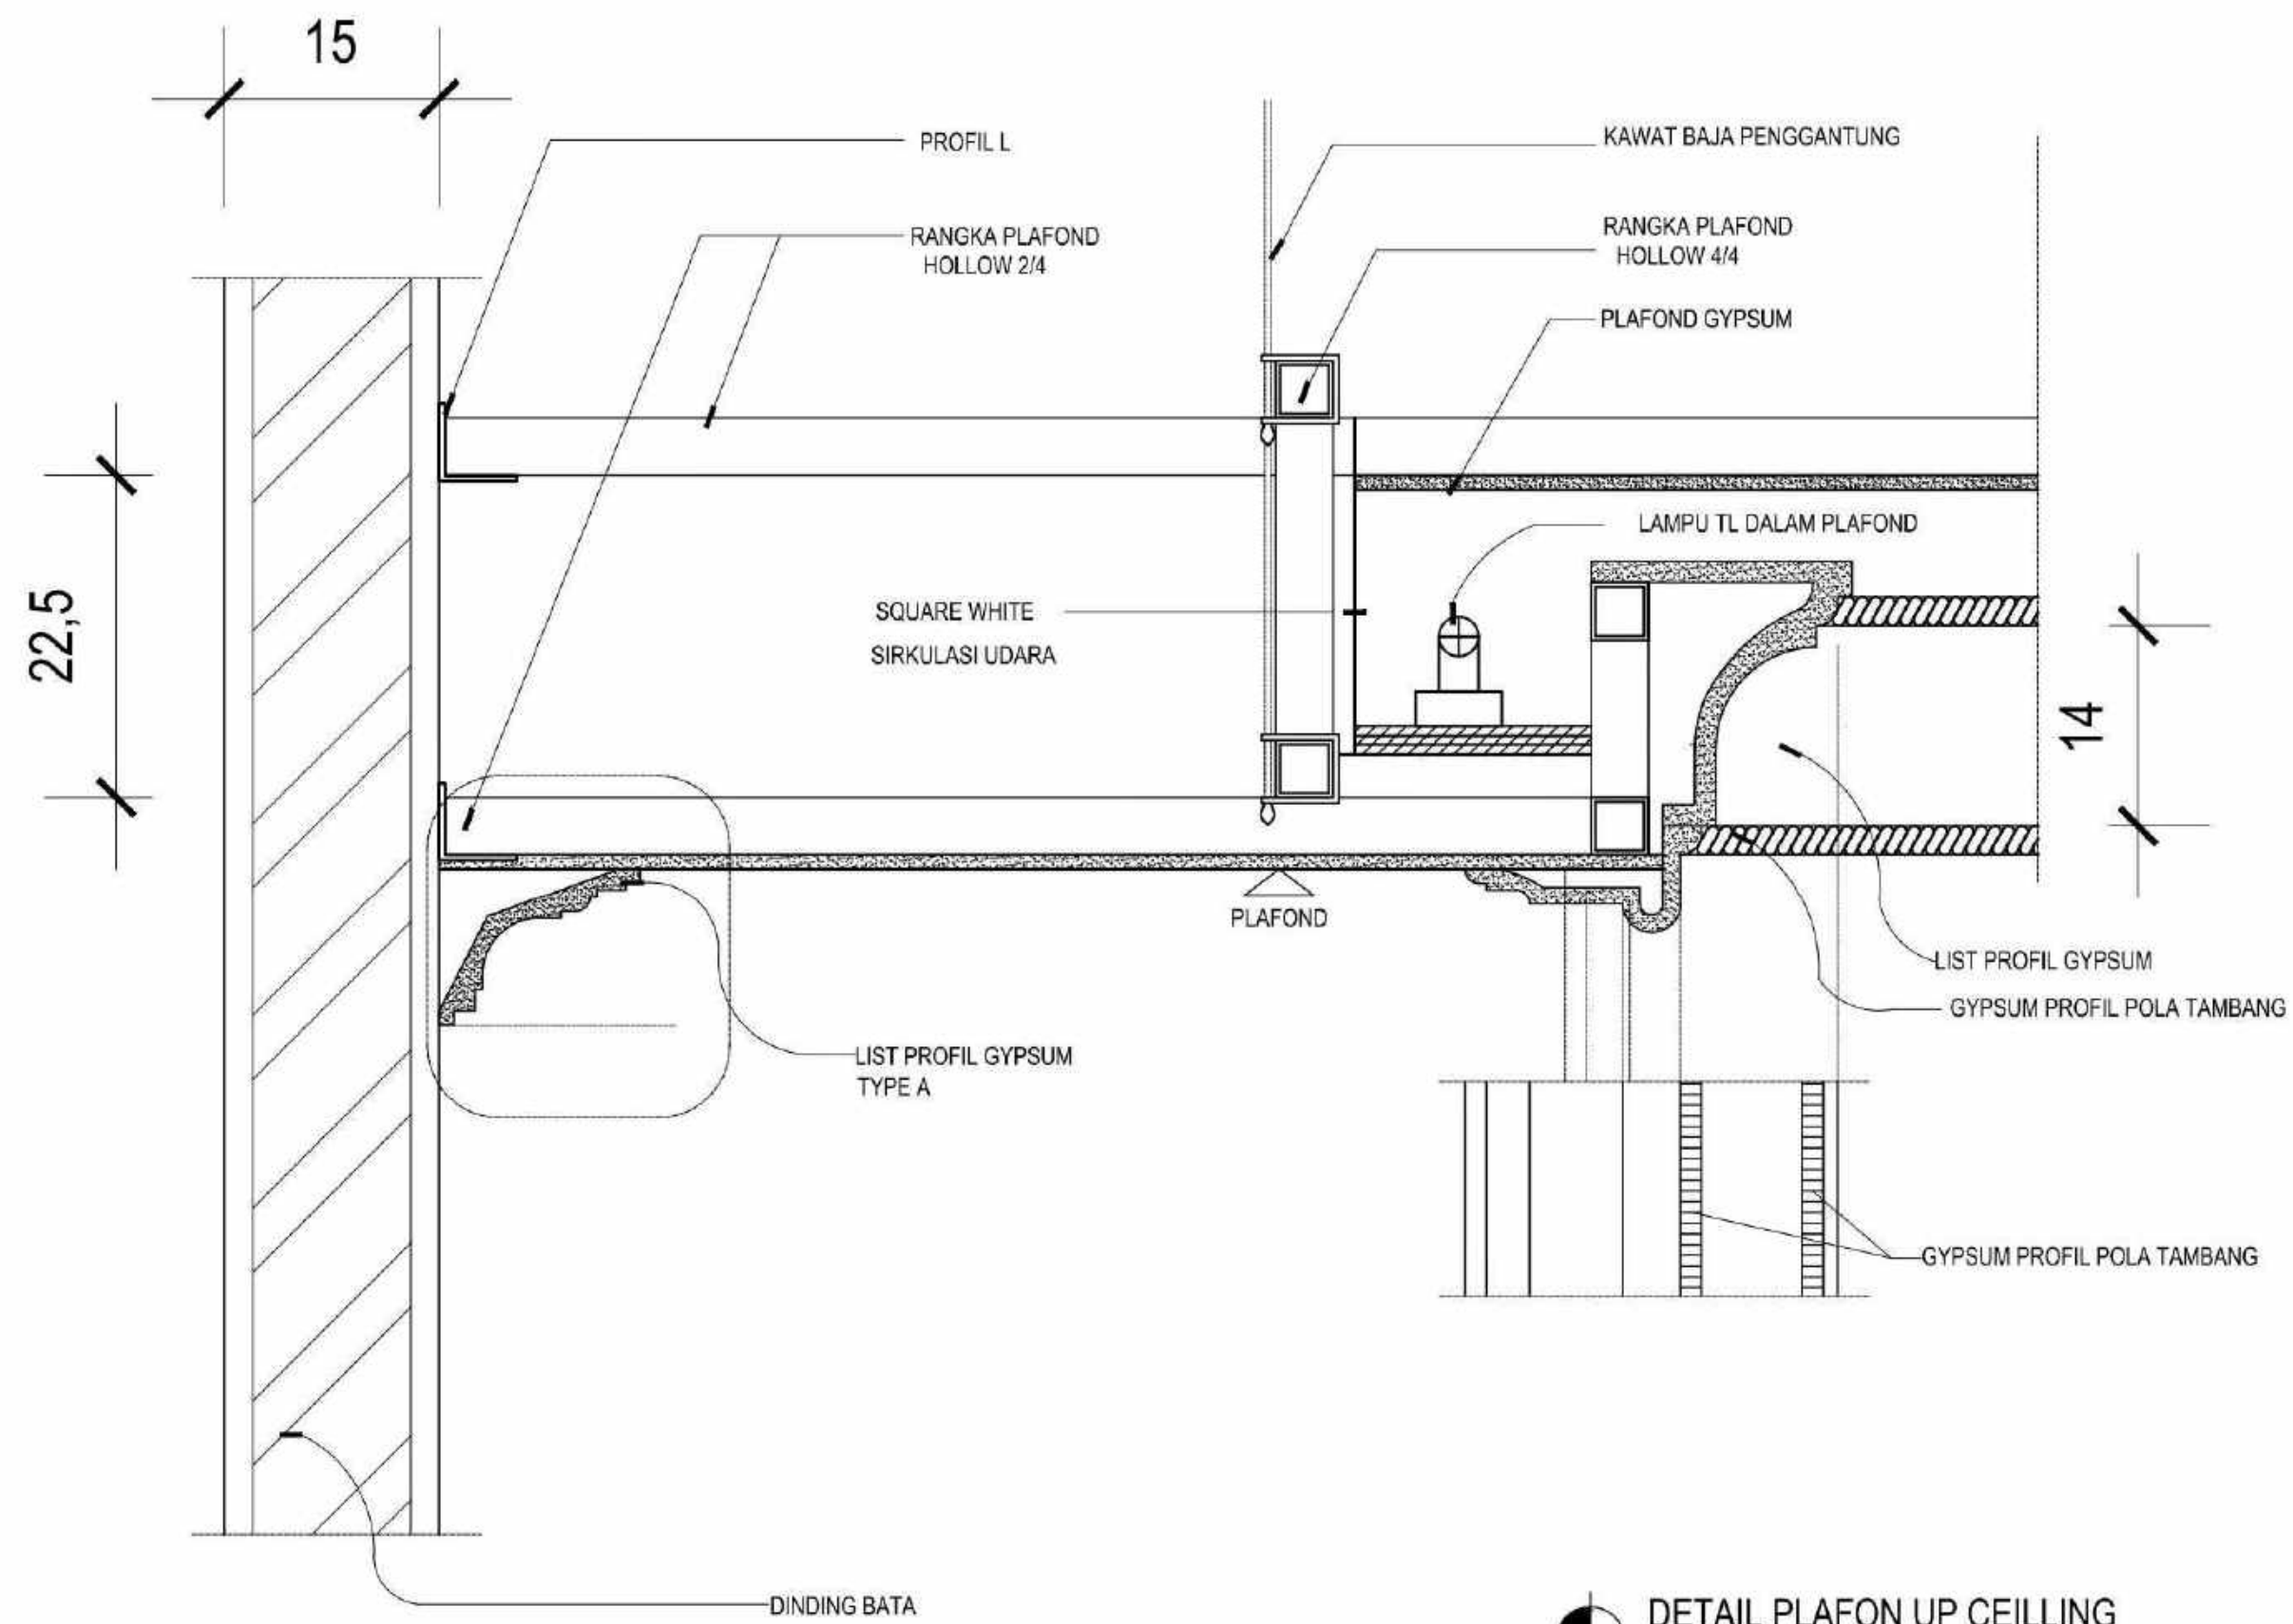 15
PROFIL L
KAWAT BAJA PENGGANTUNG
RANGKA PLAFOND
HOLLOW 2/4
RANGKA PLAFOND
HOLLOW 4/4
PLAFOND GYPSUM
LAMPU TL DALAM PLAFOND
22,5
SQUARE WHITE
SIRKULASI UDARA
14
PLAFOND
LIST PROFIL GYPSUM
GYPSUM PROFIL POLA TAMBANG
LIST PROFIL GYPSUM
TYPE A
GYPSUM PROFIL POLA TAMBANG
DINDING BATA
DETAIL PLAFON UP CEILLING